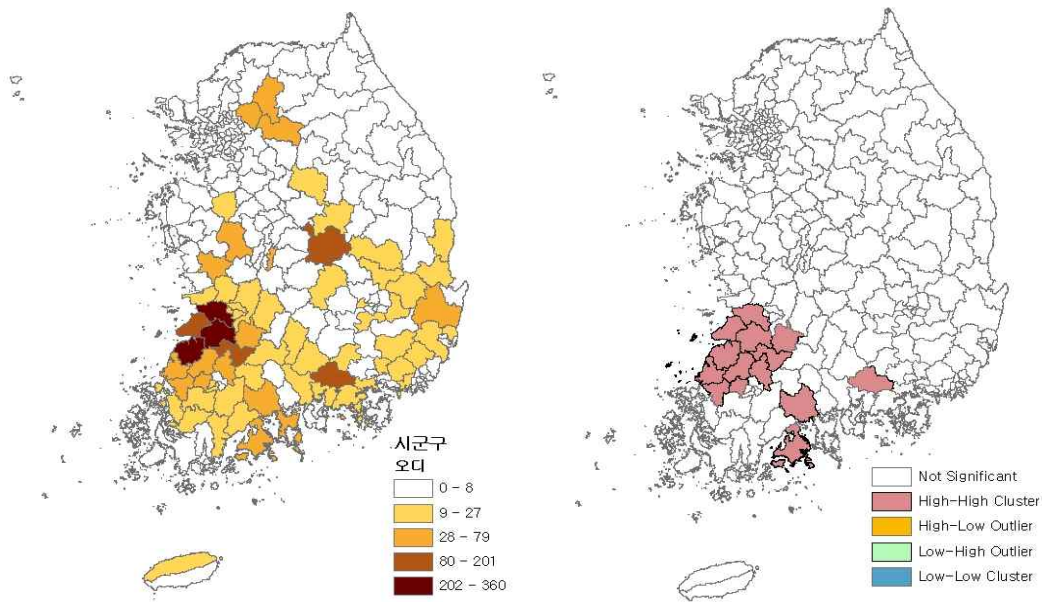 시군구
오디
0 - 8
9 - 27
28 - 79
80 - 201
202 - 360
Not Significant
High-High Cluster
High-Low Outlier
Low-High Outlier
Low-Low Cluster